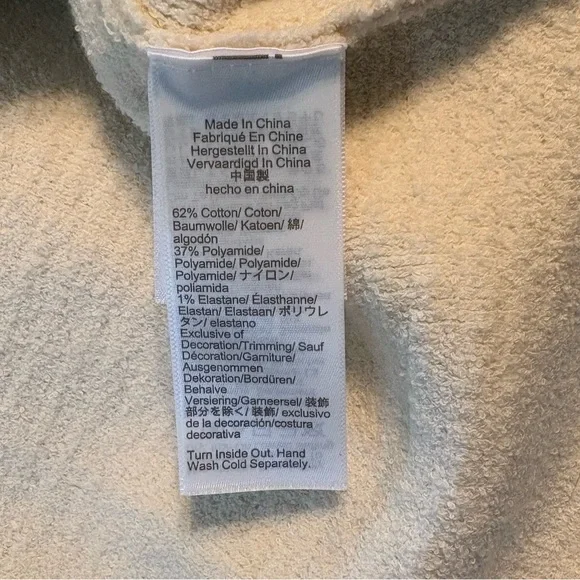 Made In China
Fabriqué En Chine
Hergestellt In China
Vervaardigd In China
中国製
hecho en china
62% Cotton/ Coton/
Baumwolle/ Katoen/ 綿/
algodón
37% Polyamide/
Polyamide/ Polyamide/
Polyamide/ ナイロン/
poliamida
1% Elastane/ Élasthanne/
Elastan/ Elastaan/ ポリウレ
タン/ elastano
Exclusive of
Decoration/Trimming/ Sauf
Décoration/Garniture/
Ausgenommen
Dekoration/Bordüren/
Behalve
Versiering/Garneersel/ 装飾
部分を除く/ 装飾/ exclusivo
de la decoración/costura
decorativa
Turn Inside Out. Hand
Wash Cold Separately.